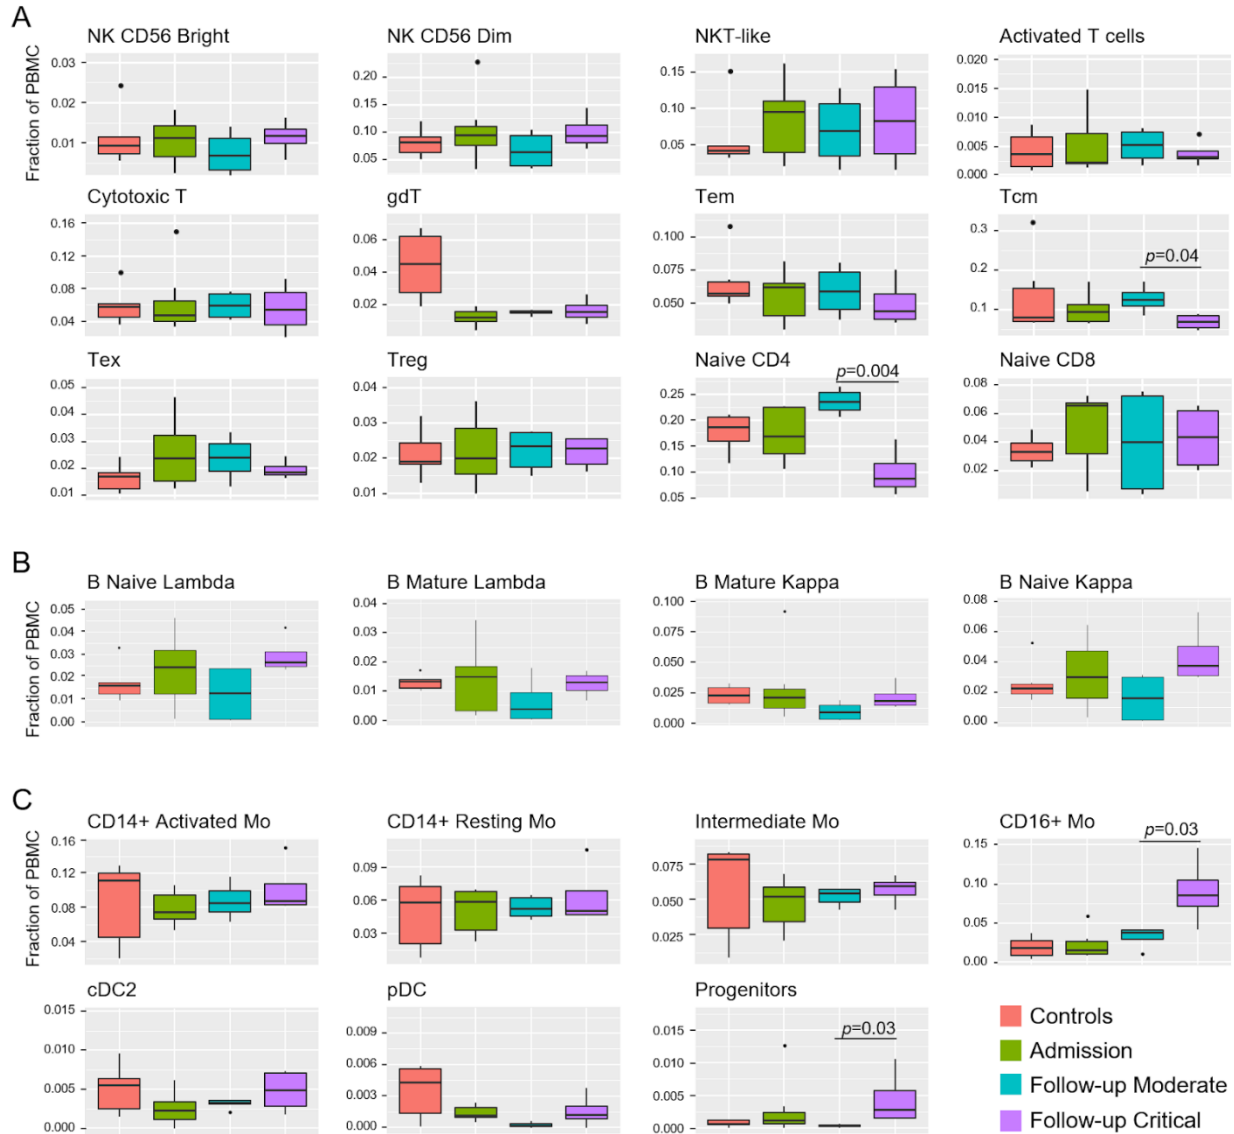 A
NK CD56 Bright
NK CD56 Dim
NKT-like
Activated T cells
Fraction of PBMC
0.03
0.02
0.01
0.20
0.15
0.10
0.05
0.15
0.10
0.05
0.020
0.015
0.010
0.005
0.000
Cytotoxic T
gdT
Tem
Tcm
0.16
0.12
0.08
0.04
0.06
0.04
0.02
0.100
0.075
0.050
0.3
0.2
0.1
p=0.04
Tex
Treg
Naive CD4
Naive CD8
0.05
0.04
0.03
0.02
0.01
0.04
0.03
0.02
0.01
0.25
0.20
0.15
0.10
0.05
p=0.004
0.08
0.06
0.04
0.02
B
B Naive Lambda
B Mature Lambda
B Mature Kappa
B Naive Kappa
Fraction of PBMC
0.05
0.04
0.03
0.02
0.01
0.00
0.04
0.03
0.02
0.01
0.00
0.100
0.075
0.050
0.025
0.000
0.08
0.06
0.04
0.02
0.00
C
CD14+ Activated Mo
CD14+ Resting Mo
Intermediate Mo
CD16+ Mo
Fraction of PBMC
0.16
0.12
0.08
0.04
0.09
0.06
0.03
0.075
0.050
0.025
0.15
0.10
0.05
0.00
p=0.03
cDC2
pDC
Progenitors
0.015
0.010
0.005
0.000
0.009
0.006
0.003
0.000
0.015
0.010
0.005
0.000
p=0.03
Controls
Admission
Follow-up Moderate
Follow-up Critical